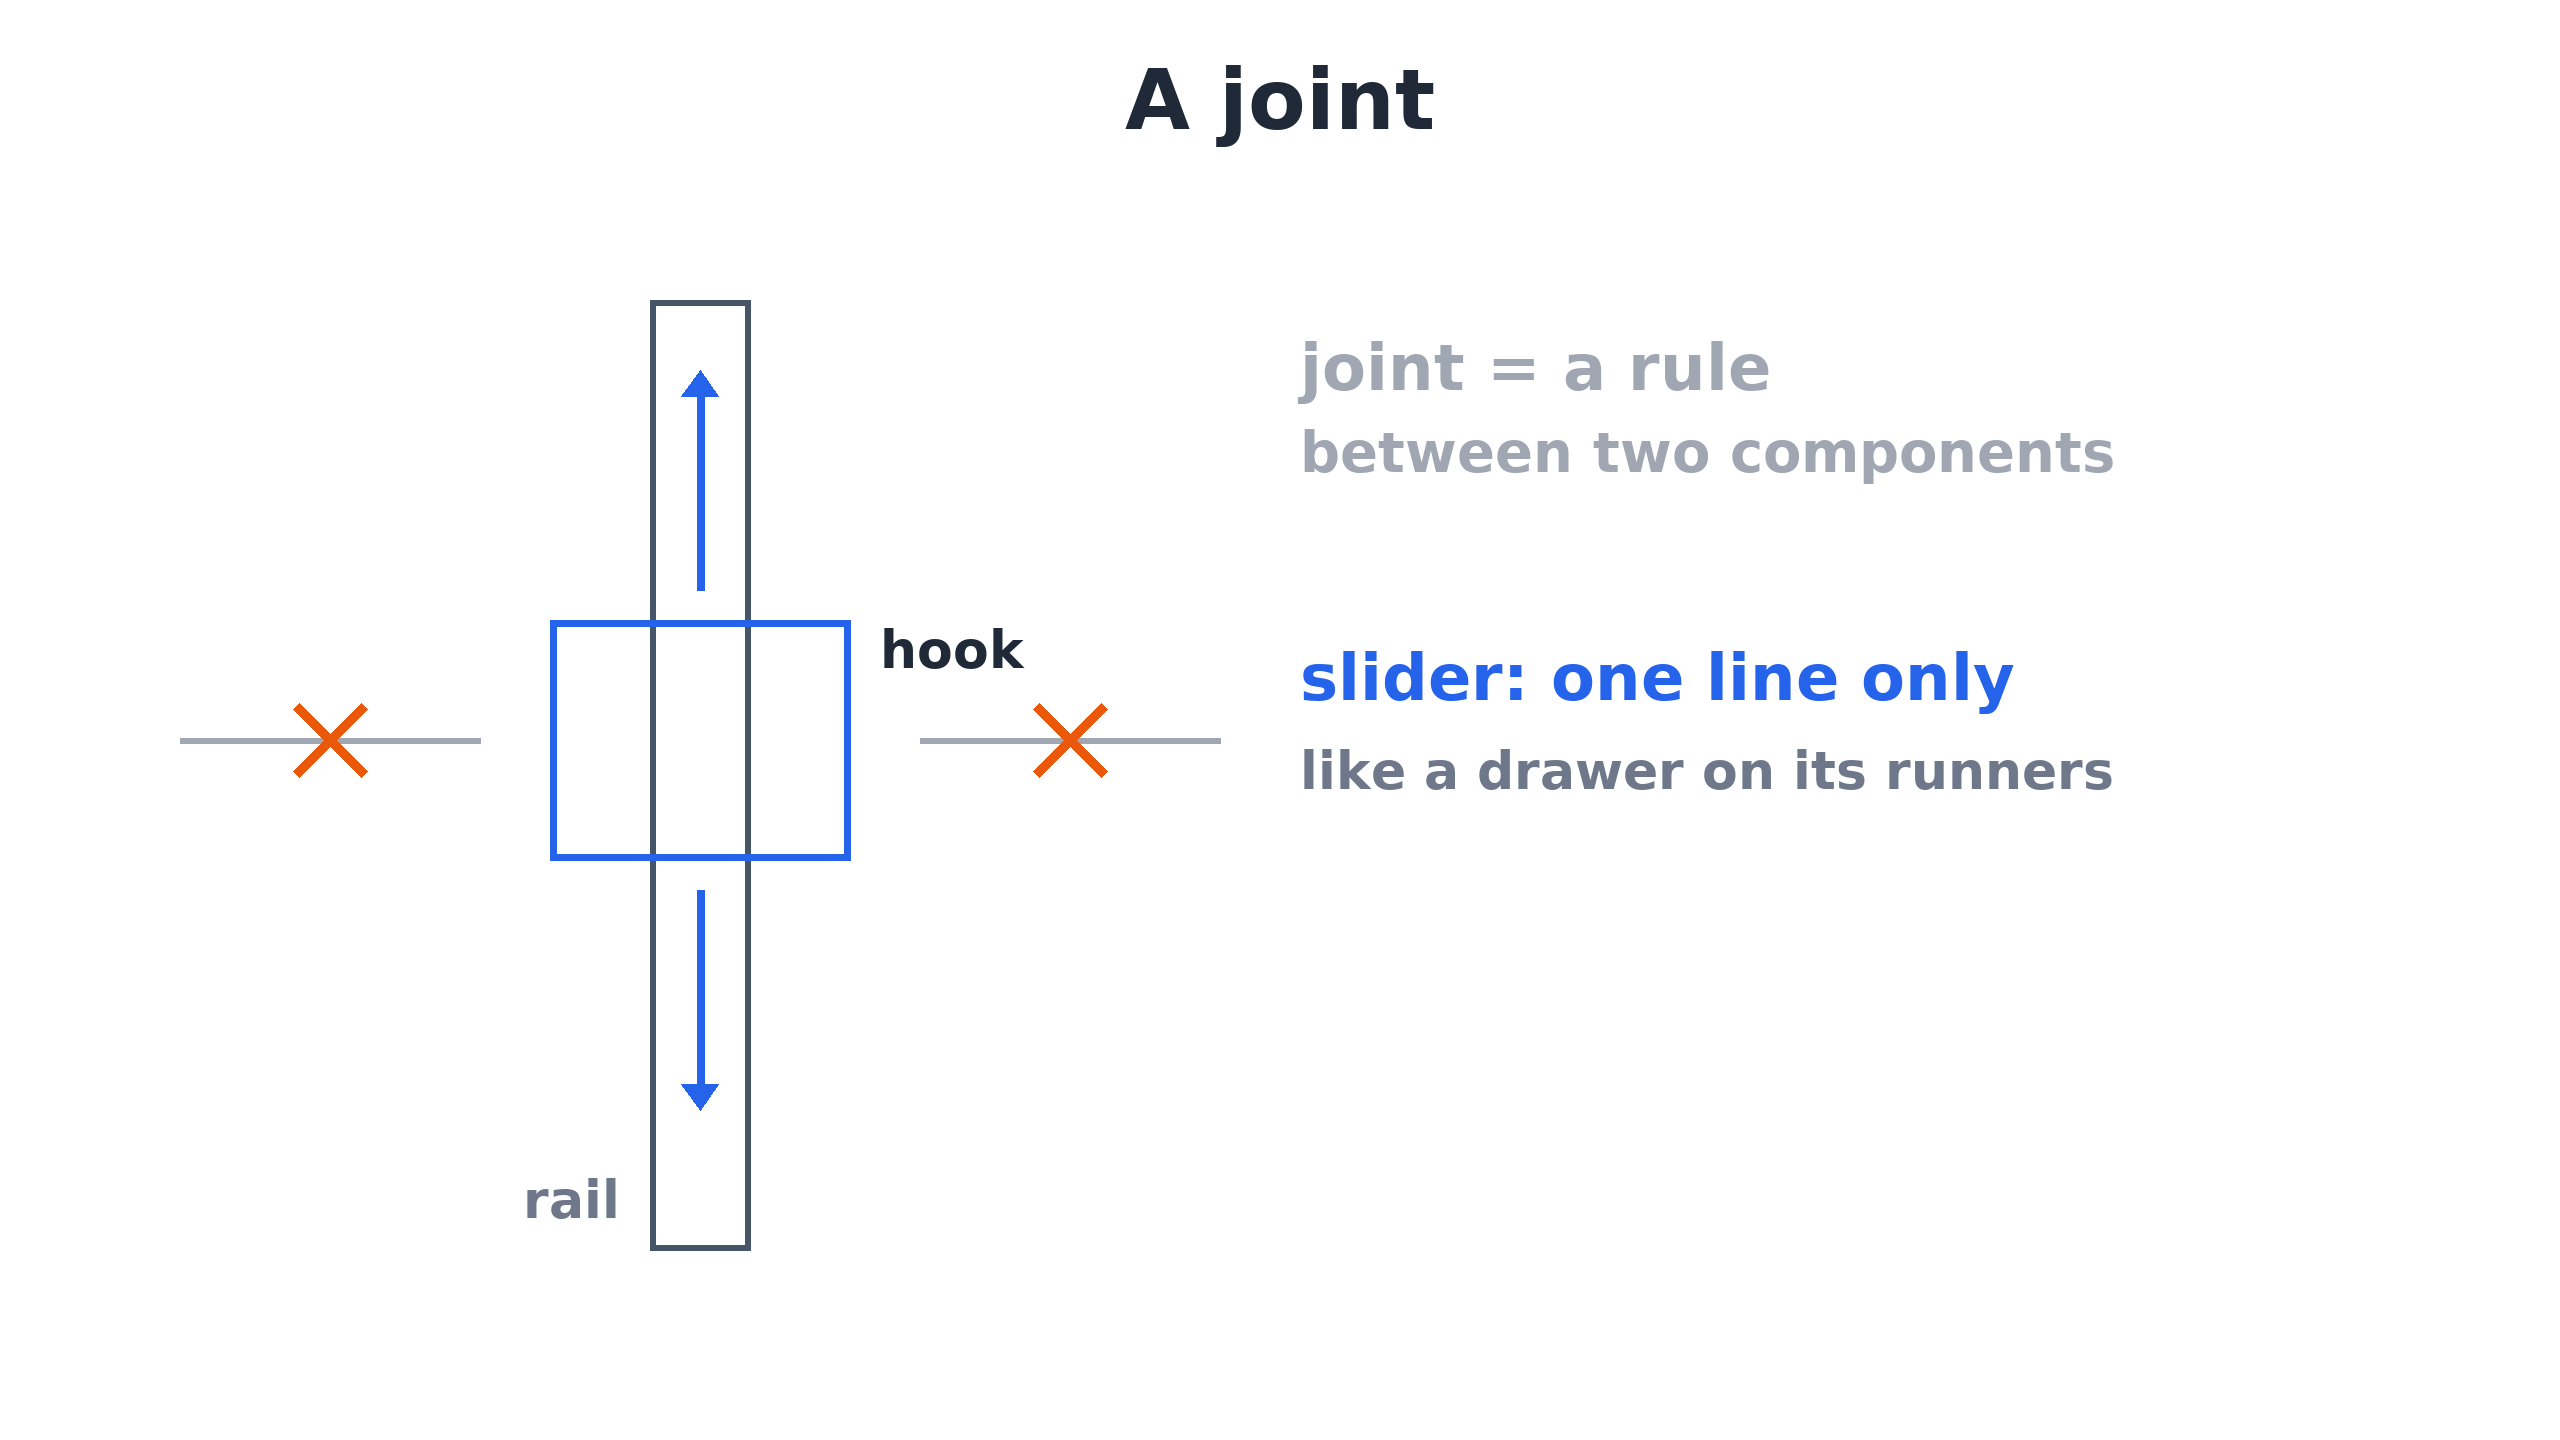 A joint
joint = a rule
between two components
hook
slider: one line only
like a drawer on its runners
rail